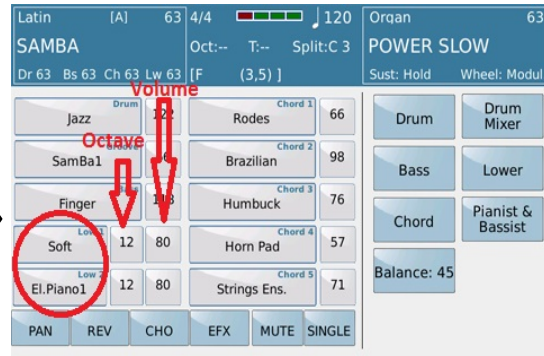 Latin [A] 63 4/4 120 Organ 63
SAMBA Oct:-- T:-- Split:C 3 POWER SLOW
Dr 63 Bs 63 Ch 63 Lw 63 [F (3,5) ] Sust: Hold Wheel: Modul
Volume
Drum Jazz Chord 1 Rodes 66 Drum Drum Mixer
Octave
SamBa1 Chord 2 Brazilian 98 Bass Lower
Finger Chord 3 Humbuck 76
Low 1 Soft 12 80 Chord 4 Horn Pad 57 Chord Pianist & Bassist
Low 2 El.Piano1 12 80 Chord 5 Strings Ens. 71 Balance: 45
PAN REV CHO EFX MUTE SINGLE